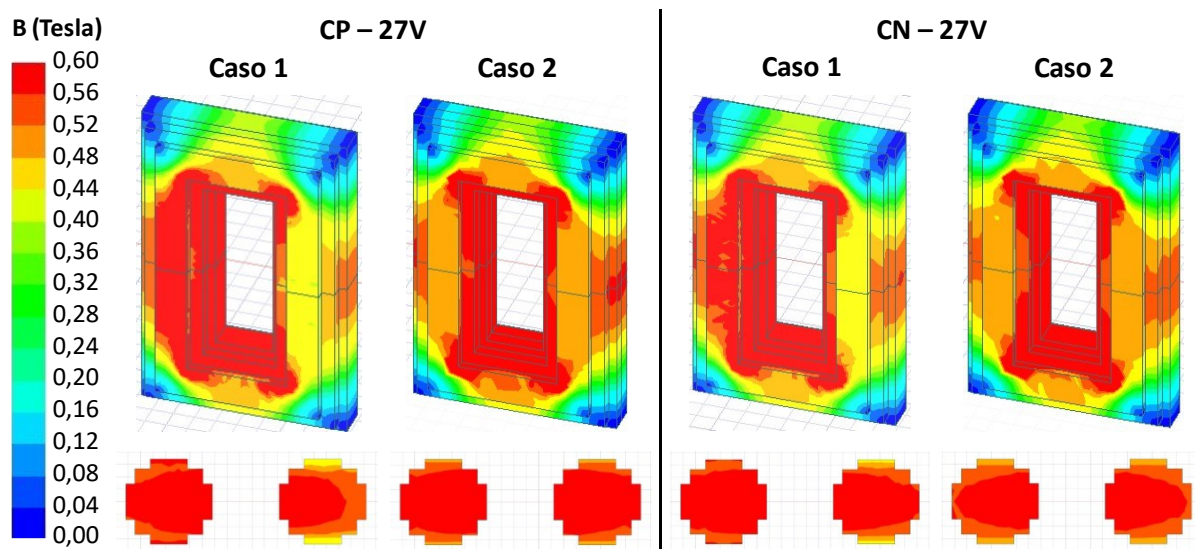 B (Tesla)
CP – 27V
CN – 27V
Caso 1
Caso 2
Caso 1
Caso 2
0,60
0,56
0,52
0,48
0,44
0,40
0,36
0,32
0,28
0,24
0,20
0,16
0,12
0,08
0,04
0,00